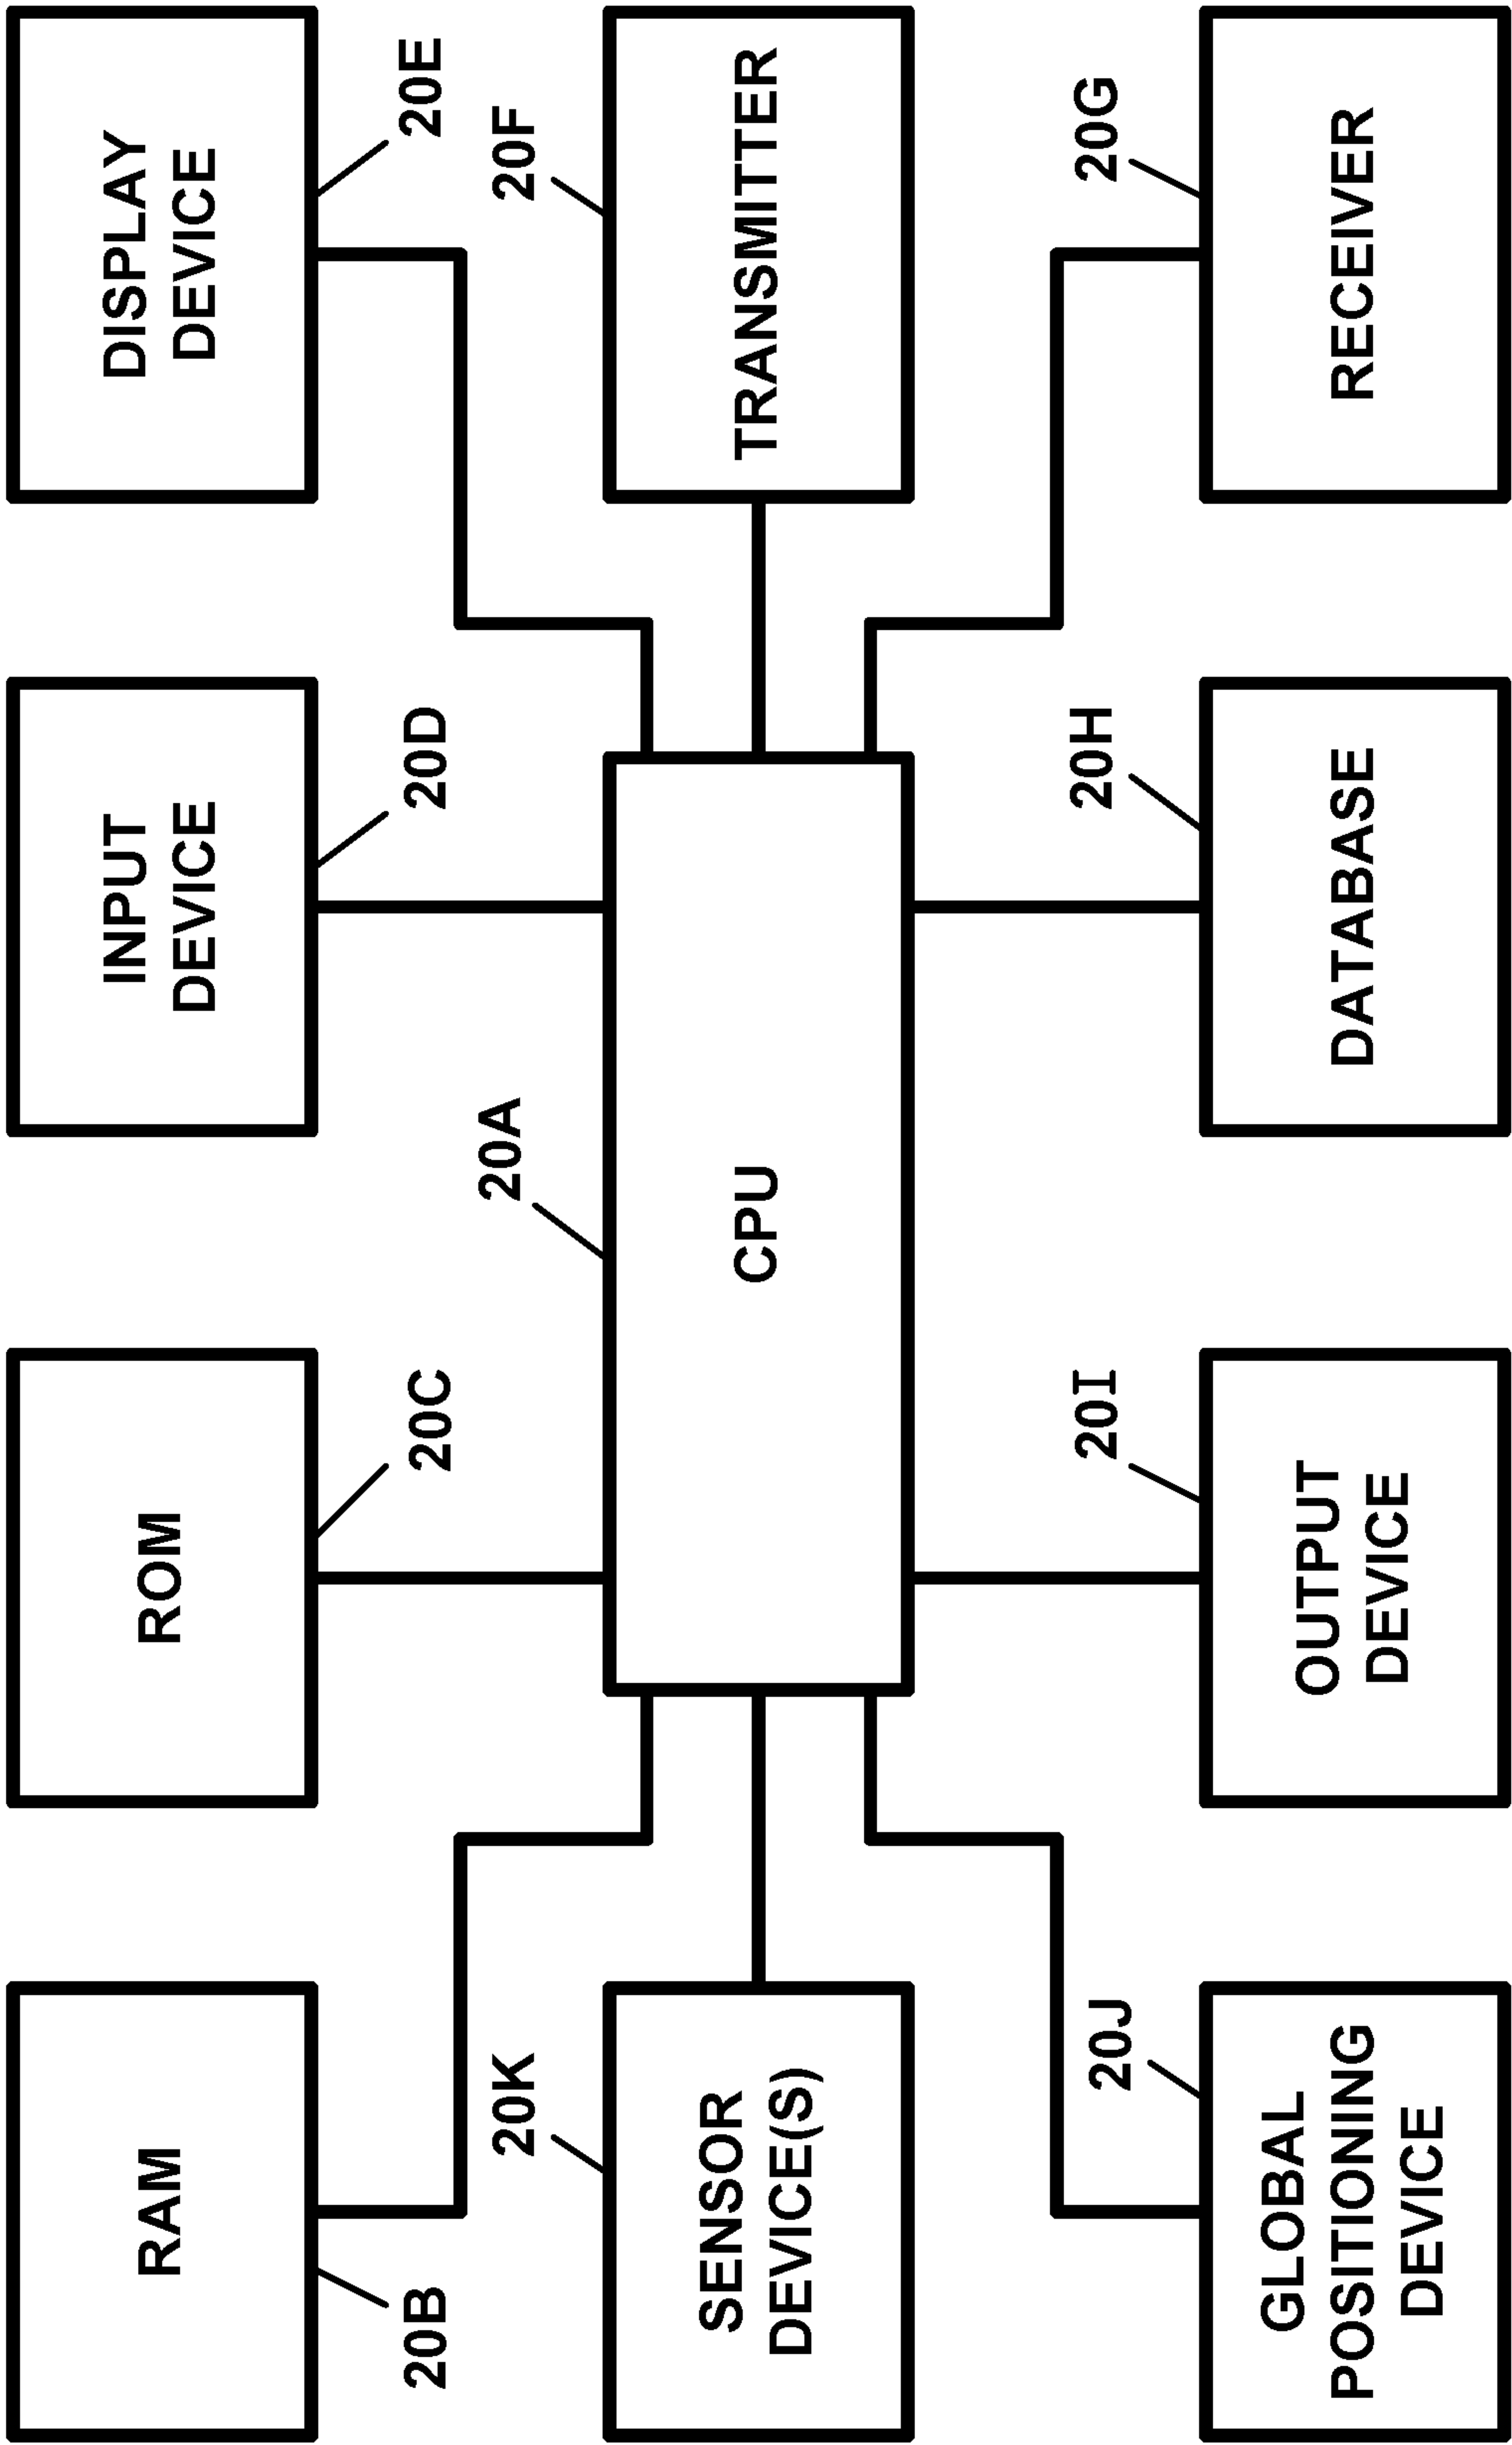 RAM
20B
ROM
20C
INPUT
DEVICE
20D
DISPLAY
DEVICE
20E
SENSOR
DEVICE(S)
20K
CPU
20A
TRANSMITTER
20F
GLOBAL
POSITIONING
DEVICE
20J
OUTPUT
DEVICE
20I
DATABASE
20H
RECEIVER
20G